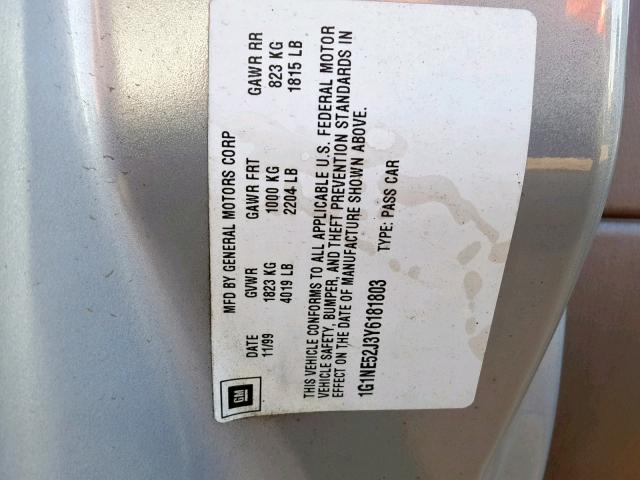 GM
MFD BY GENERAL MOTORS CORP
DATE GVWR GAWR FRT GAWR RR
11/99 1823 KG 1000 KG 823 KG
4019 LB 2204 LB 1815 LB
THIS VEHICLE CONFORMS TO ALL APPLICABLE U.S. FEDERAL MOTOR
VEHICLE SAFETY, BUMPER, AND THEFT PREVENTION STANDARDS IN
EFFECT ON THE DATE OF MANUFACTURE SHOWN ABOVE.
1G1NE52J3Y6181803 TYPE: PASS CAR